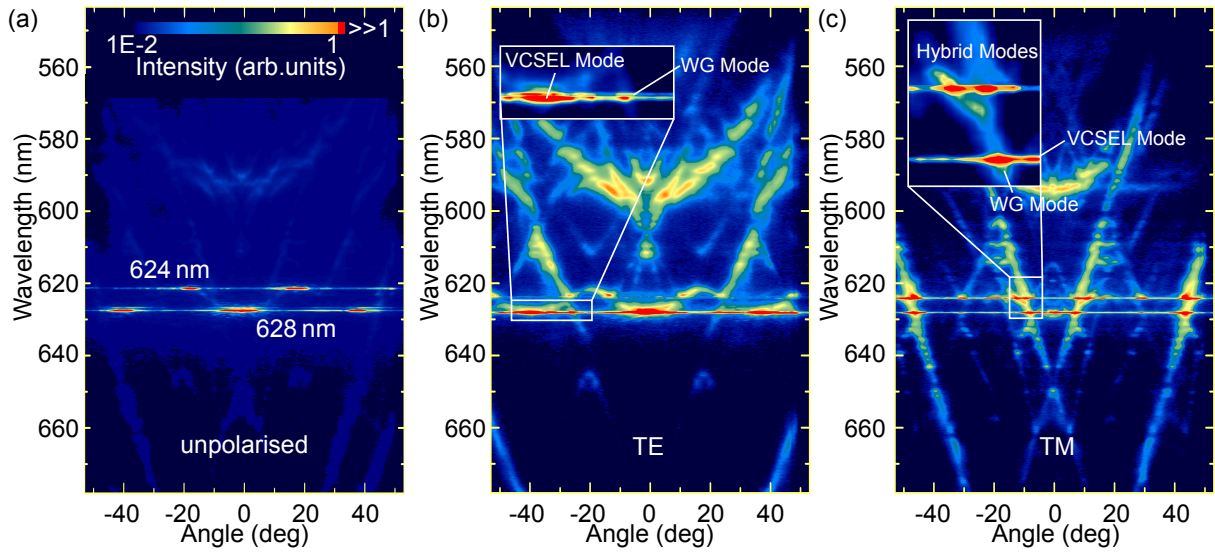 (a)
1E-2
1
>>1
Intensity (arb.units)
560
580
600
620
640
660
Wavelength (nm)
624 nm
628 nm
unpolarised
-40
-20
0
20
40
Angle (deg)
(b)
VCSEL Mode
WG Mode
560
580
600
620
640
660
Wavelength (nm)
TE
-40
-20
0
20
40
Angle (deg)
(c)
Hybrid Modes
VCSEL Mode
WG Mode
560
580
600
620
640
660
Wavelength (nm)
TM
-40
-20
0
20
40
Angle (deg)